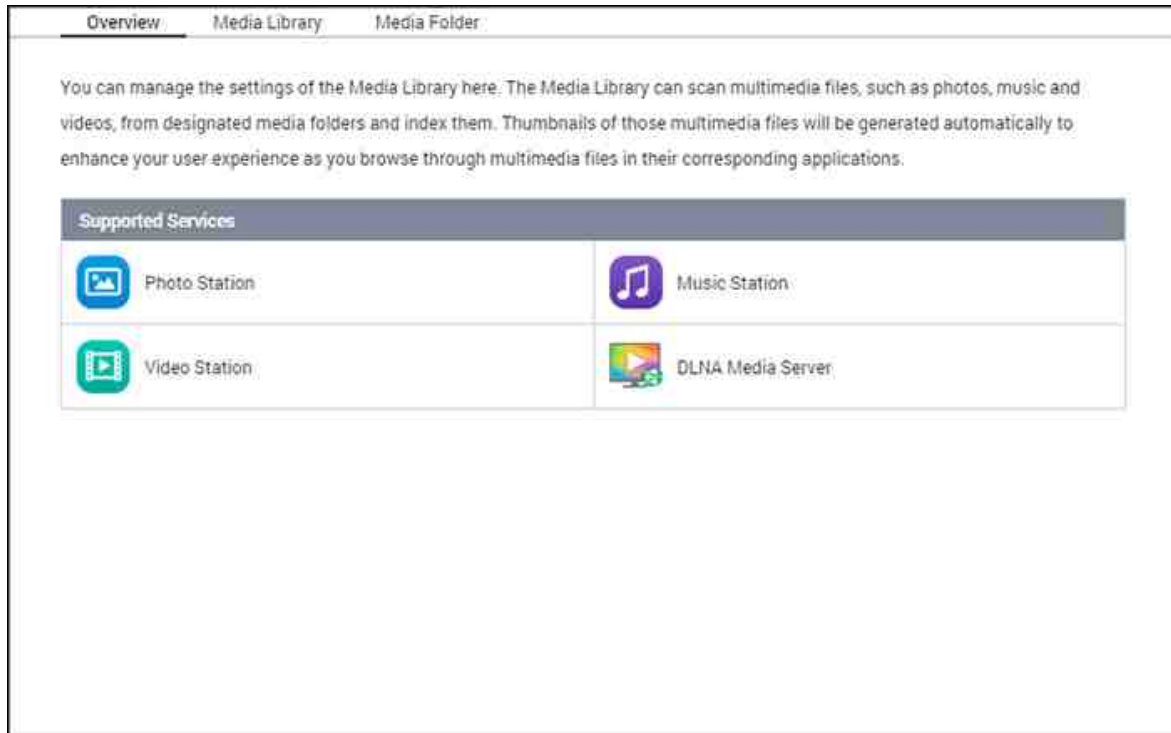 Overview Media Library Media Folder
You can manage the settings of the Media Library here. The Media Library can scan multimedia files, such as photos, music and
videos, from designated media folders and index them. Thumbnails of those multimedia files will be generated automatically to
enhance your user experience as you browse through multimedia files in their corresponding applications.
Supported Services
Photo Station Music Station
Video Station DLNA Media Server